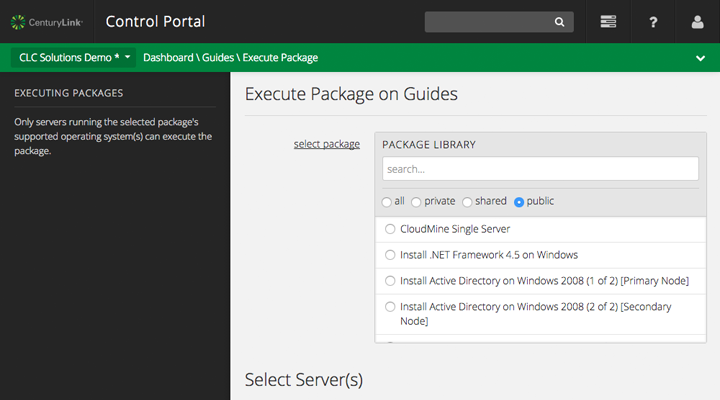 CenturyLink®
Control Portal
?
CLC Solutions Demo *
Dashboard \ Guides \ Execute Package
EXECUTING PACKAGES
Only servers running the selected package's
supported operating system(s) can execute the
package.
Execute Package on Guides
select package
PACKAGE LIBRARY
search...
all
private
shared
public
CloudMine Single Server
Install .NET Framework 4.5 on Windows
Install Active Directory on Windows 2008 (1 of 2) [Primary Node]
Install Active Directory on Windows 2008 (2 of 2) [Secondary
Node]
Select Server(s)